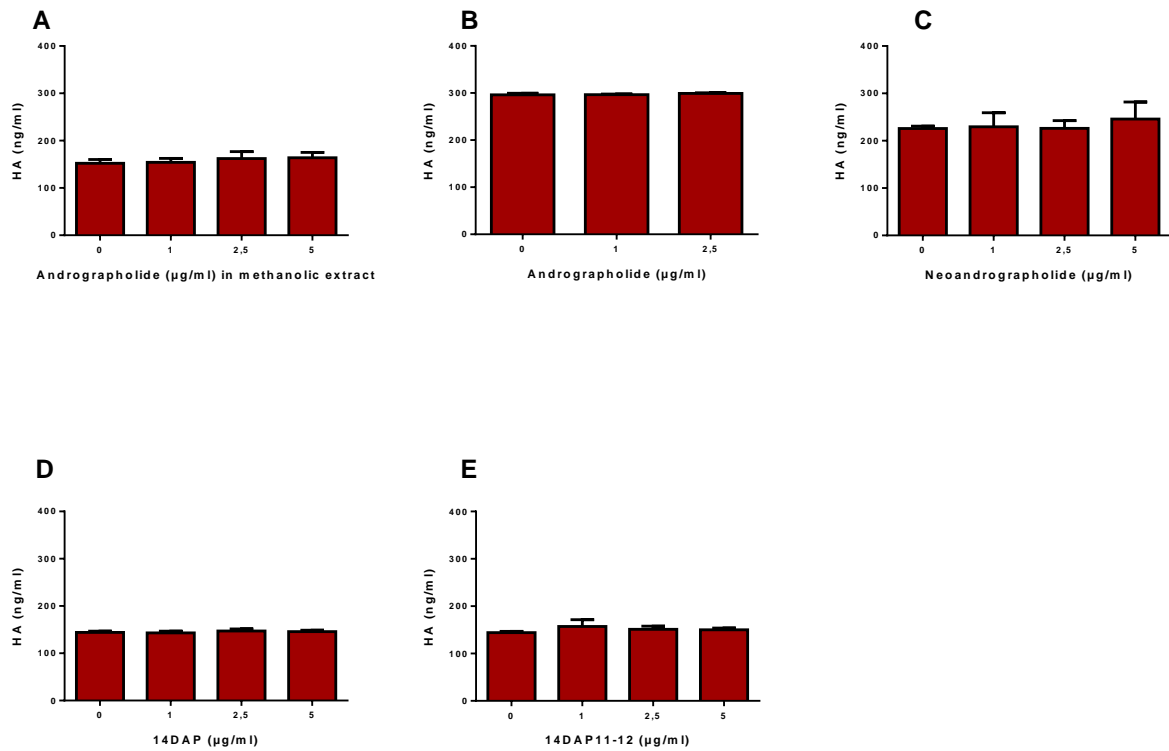 A
HA (ng/ml)
400
300
200
100
0
0 1 2,5 5
Andrographolide (µg/ml) in methanolic extract
B
HA (ng/ml)
400
300
200
100
0
0 1 2,5
Andrographolide (µg/ml)
C
HA (ng/ml)
400
300
200
100
0
0 1 2,5 5
Neoandrographolide (µg/ml)
D
HA (ng/ml)
400
300
200
100
0
0 1 2,5 5
14DAP (µg/ml)
E
HA (ng/ml)
400
300
200
100
0
0 1 2,5 5
14DAP11-12 (µg/ml)